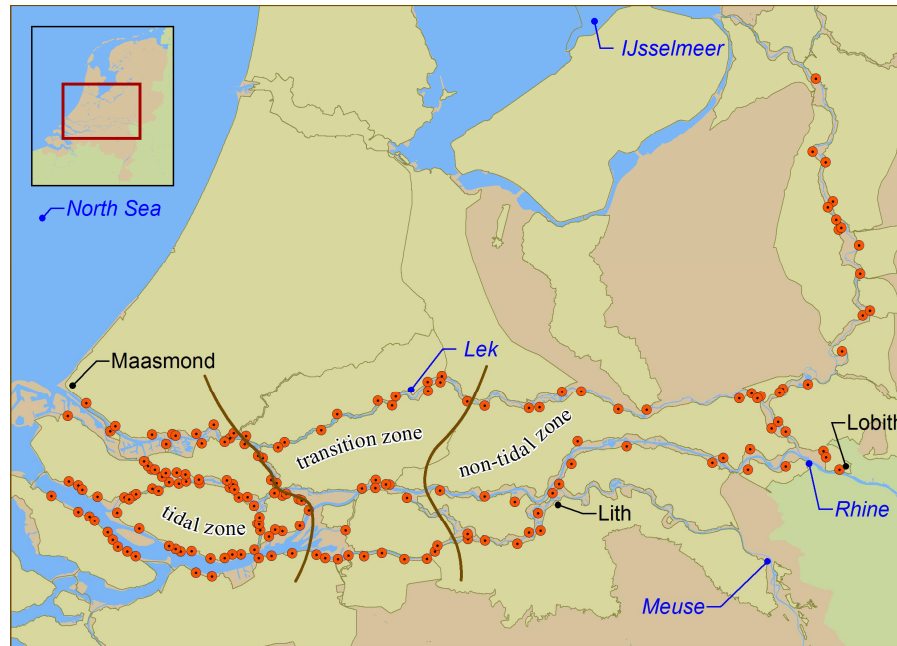 IJsselmeer
North Sea
Maasmond
Lek
transition zone
non-tidal zone
tidal zone
Lobith
Lith
Rhine
Meuse